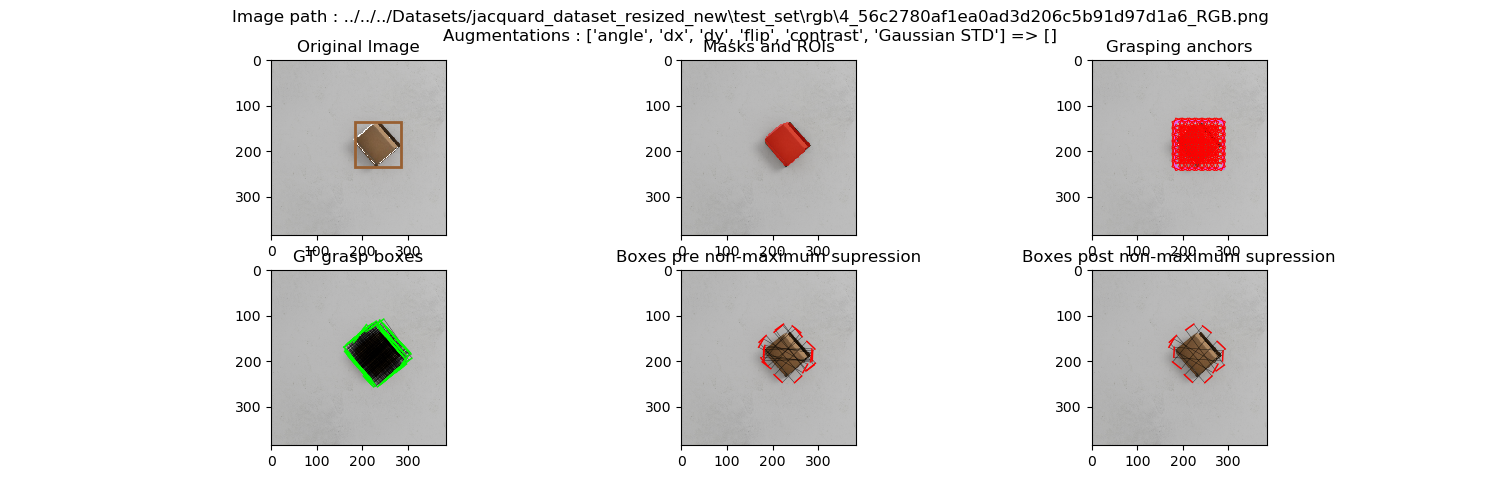 Image path : ../../../Datasets/jacquard_dataset_resized_new\test_set\rgb\4_56c2780af1ea0ad3d206c5b91d97d1a6_RGB.png
Augmentations : ['angle', 'dx', 'dy', 'flip', 'contrast', 'Gaussian STD'] => []
Original Image
Masks and ROIs
Grasping anchors
0
100
200
300
0 100 200 300
0
100
200
300
0 100 200 300
0
100
200
300
0 100 200 300
GT grasp boxes
Boxes pre non-maximum supression
Boxes post non-maximum supression
0
100
200
300
0 100 200 300
0
100
200
300
0 100 200 300
0
100
200
300
0 100 200 300